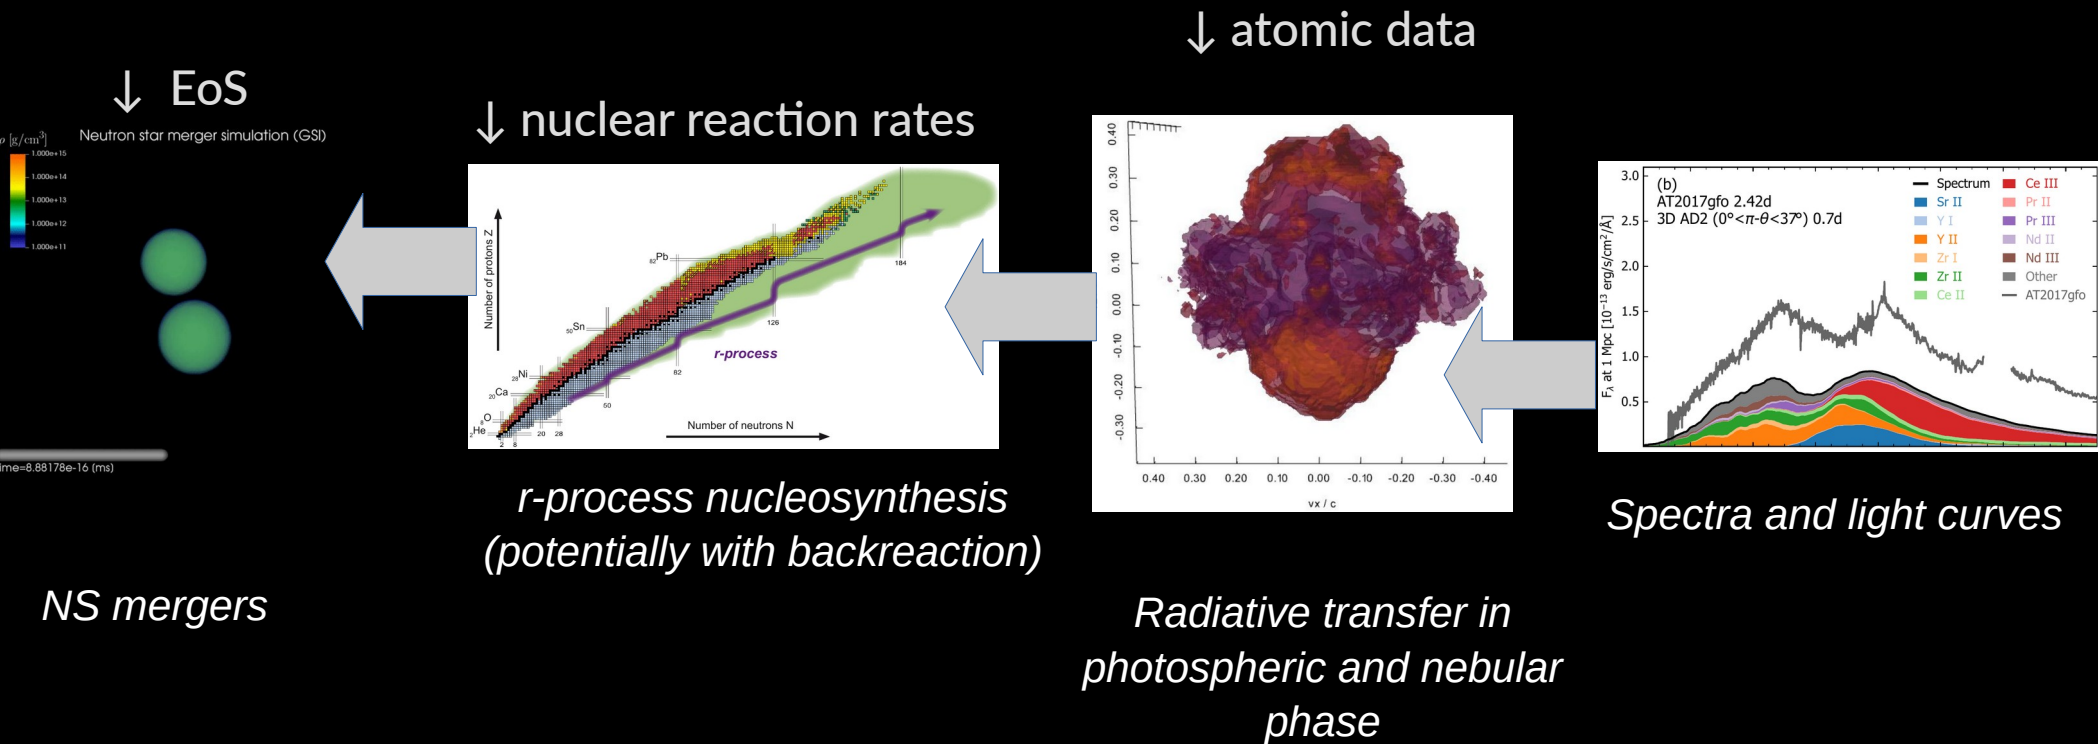 ↓ atomic data
↓ EoS
↓ nuclear reaction rates
ρ [g/cm³]
Neutron star merger simulation (GSI)
1.000e+15
1.000e+14
1.000e+13
1.000e+12
1.000e+11
ime=8.88178e-16 (ms)
Number of protons Z
₈₂Pb
₅₀Sn
₂₈Ni
₂₀Ca
₈O
₂He
2 8 20 28 50 82 126 184
r-process
Number of neutrons N
0.40
0.30
0.20
0.10
0.00
-0.10
-0.20
-0.30
0.40 0.30 0.20 0.10 0.00 -0.10 -0.20 -0.30 -0.40
vx / c
(b)
AT2017gfo 2.42d
3D AD2 (0°<π-θ<37°) 0.7d
Spectrum
Sr II
Y I
Y II
Zr I
Zr II
Ce II
Ce III
Pr II
Pr III
Nd II
Nd III
Other
AT2017gfo
Fλ at 1 Mpc [10⁻¹³ erg/s/cm²/Å]
3.0
2.5
2.0
1.5
1.0
0.5
NS mergers
r-process nucleosynthesis
(potentially with backreaction)
Radiative transfer in
photospheric and nebular
phase
Spectra and light curves